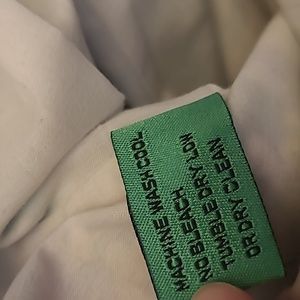 MACHINE WASH COOL
NO BLEACH
TUMBLE DRY LOW
OR DRY CLEAN